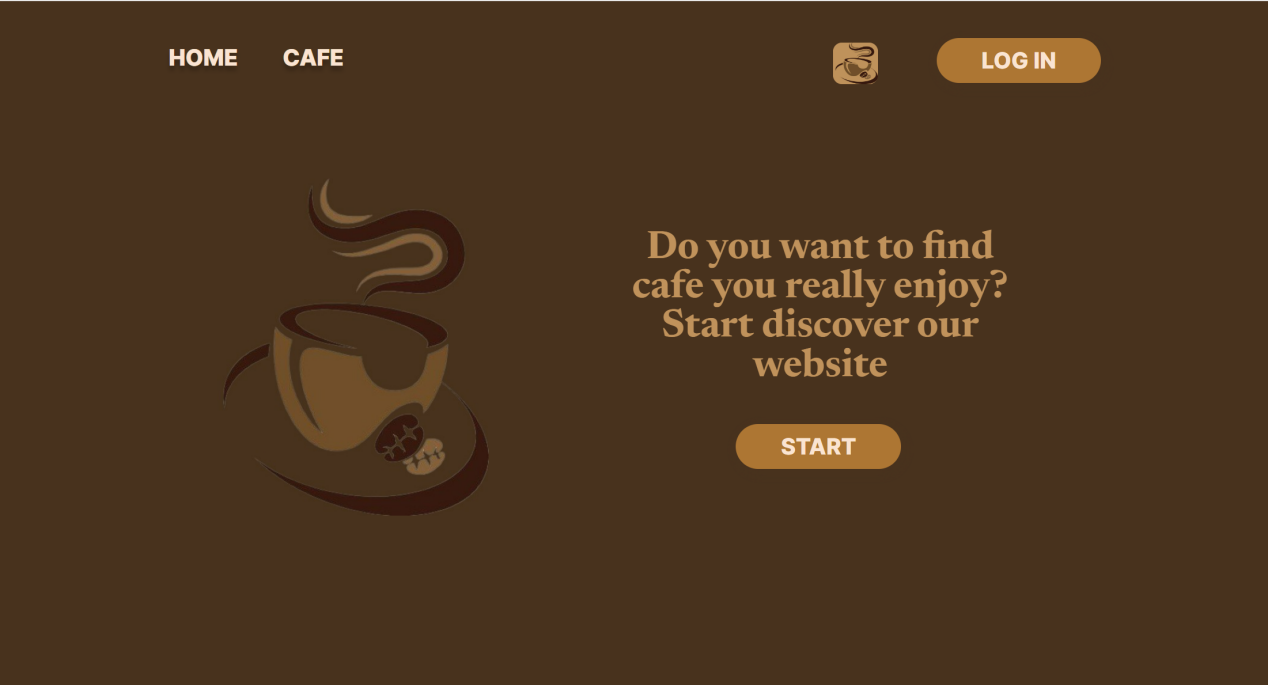 HOME CAFE LOG IN
Do you want to find
cafe you really enjoy?
Start discover our
website
START